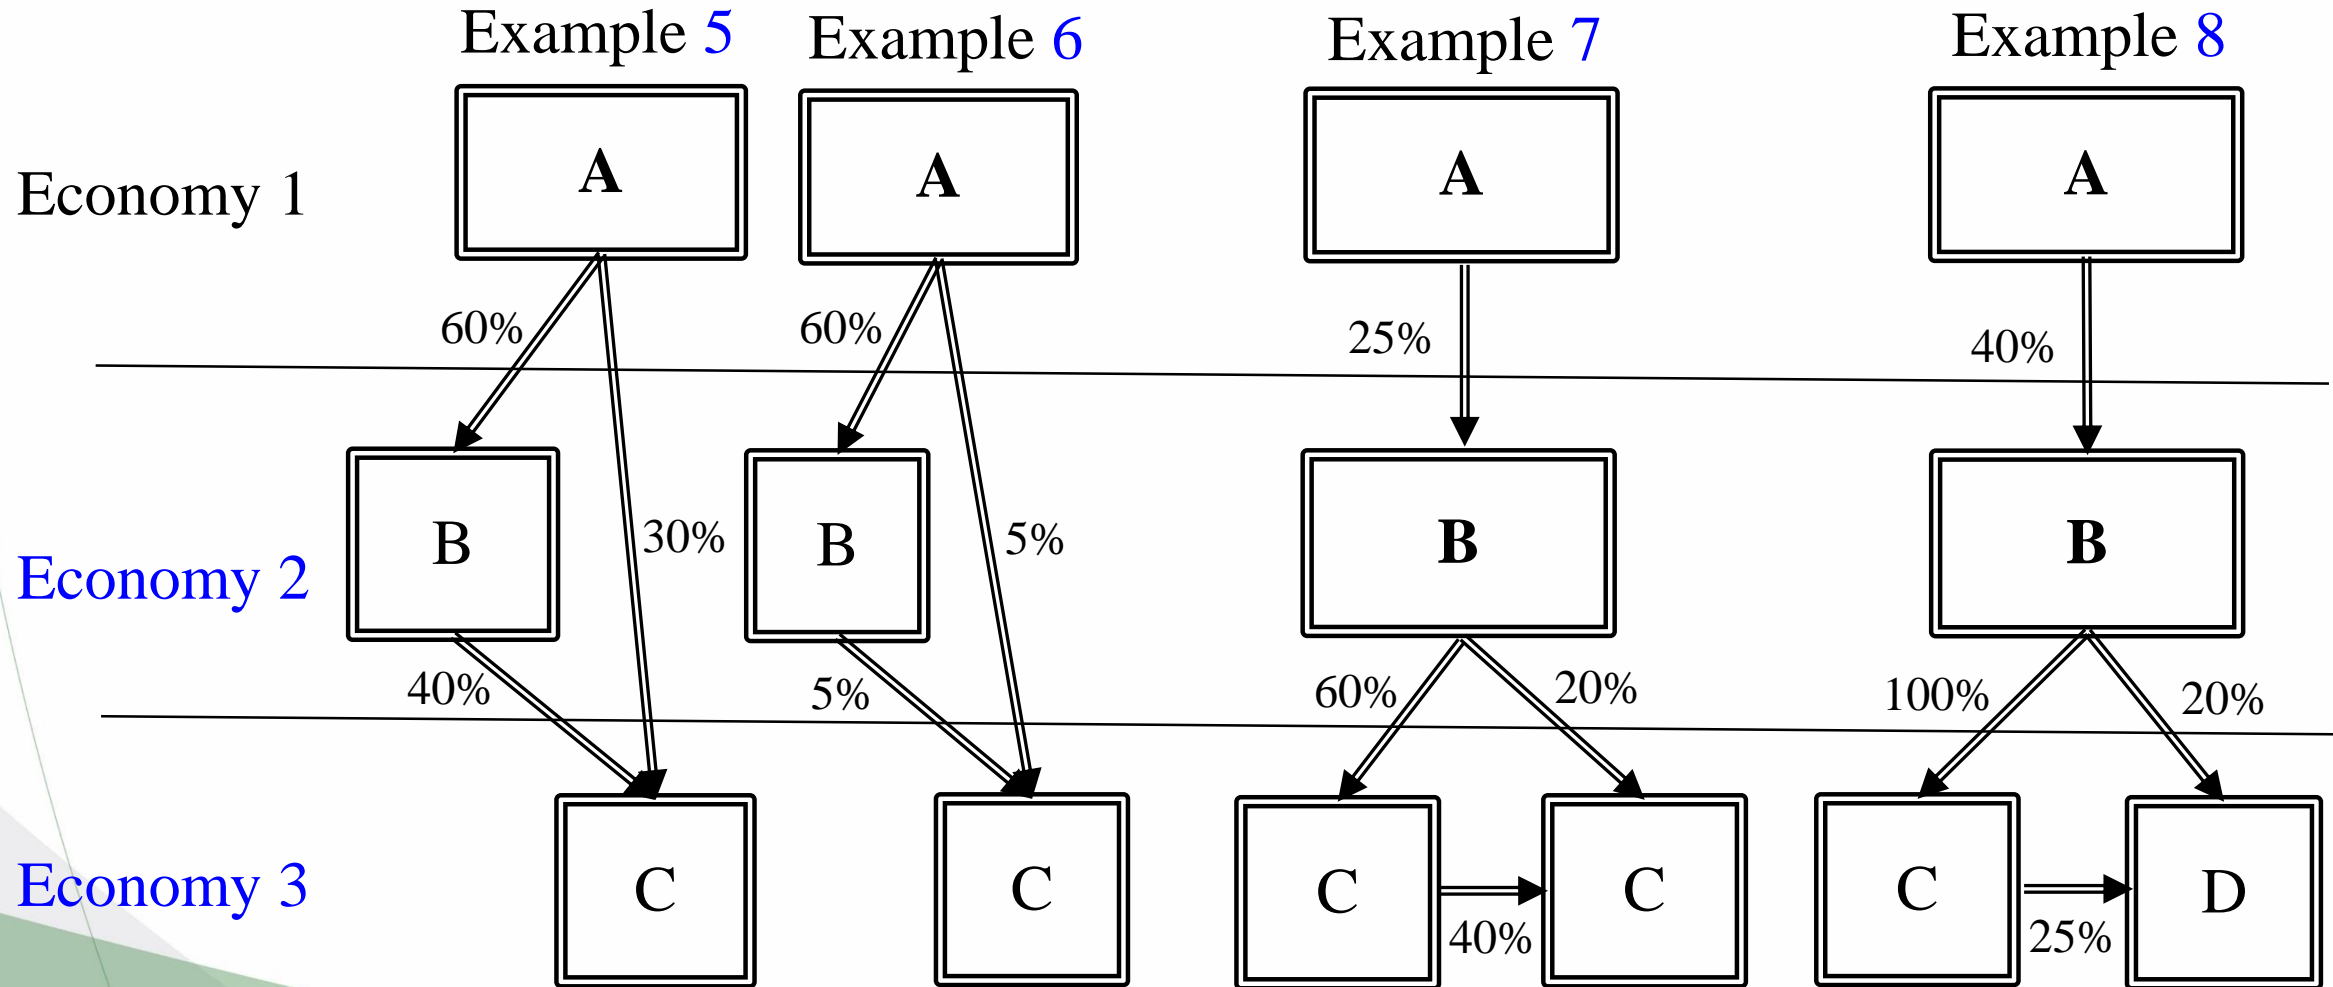 Example 5
Example 6
Example 7
Example 8
Economy 1
A
A
A
A
60%
60%
25%
40%
Economy 2
B
B
B
B
30%
5%
40%
5%
60%
20%
100%
20%
Economy 3
C
C
C
C
C
D
40%
25%